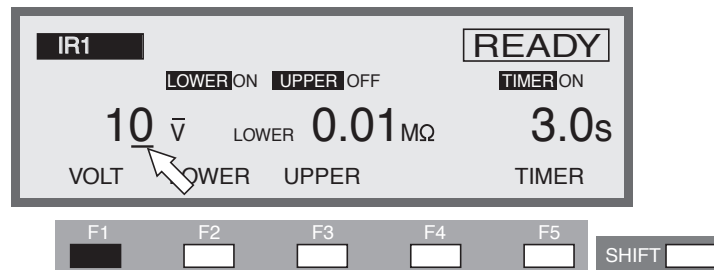 IR1 READY
LOWER ON UPPER OFF TIMER ON
10 V LOWER 0.01 MΩ 3.0s
VOLT LOWER UPPER TIMER
F1 F2 F3 F4 F5
SHIFT